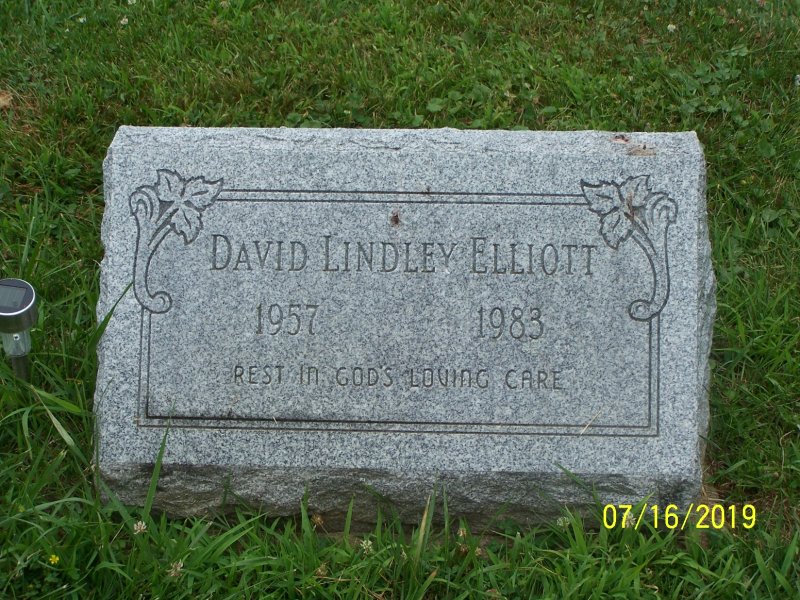 DAVID LINDLEY ELLIOTT
1957 1983
REST IN GOD'S LOVING CARE
07/16/2019